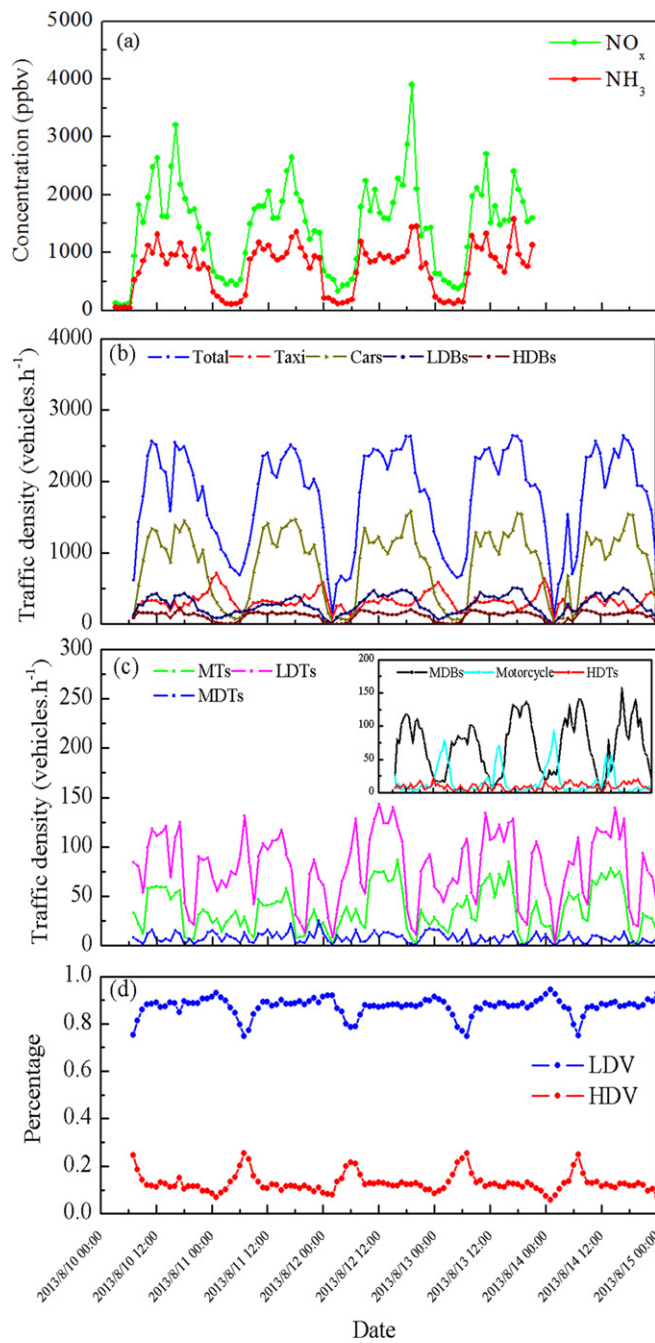 (a)
NOx
NH3
Concentration (ppbv)
5000
4000
3000
2000
1000
0
(b)
Total Taxi Cars LDBs HDBs
Traffic density (vehicles.h-1)
4000
3000
2000
1000
0
(c)
MTs LDTs
MDTs
MDBs Motorcycle HDTs
200
150
100
50
0
Traffic density (vehicles.h-1)
300
250
200
150
100
50
0
(d)
LDV
HDV
Percentage
1.0
0.8
0.6
0.4
0.2
0.0
2013/8/10 00:00
2013/8/10 12:00
2013/8/11 00:00
2013/8/11 12:00
2013/8/12 00:00
2013/8/12 12:00
2013/8/13 00:00
2013/8/13 12:00
2013/8/14 00:00
2013/8/14 12:00
2013/8/15 00:00
Date